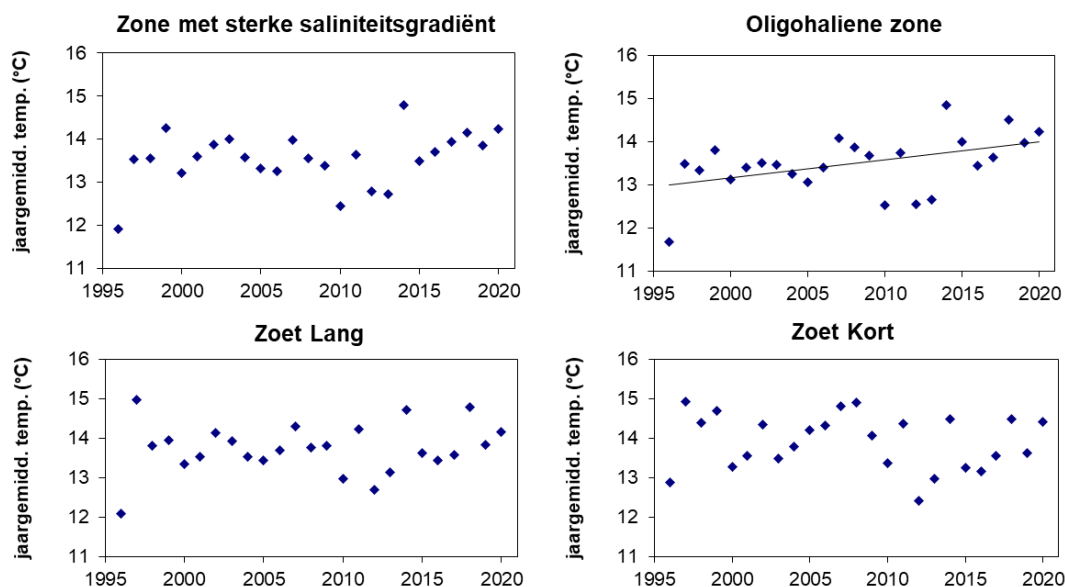 Zone met sterke saliniteitsgradiënt
jaargemidd. temp. (°C)
16
15
14
13
12
11
1995 2000 2005 2010 2015 2020
Oligohaliene zone
jaargemidd. temp. (°C)
16
15
14
13
12
11
1995 2000 2005 2010 2015 2020
Zoet Lang
jaargemidd. temp. (°C)
16
15
14
13
12
11
1995 2000 2005 2010 2015 2020
Zoet Kort
jaargemidd. temp. (°C)
16
15
14
13
12
11
1995 2000 2005 2010 2015 2020